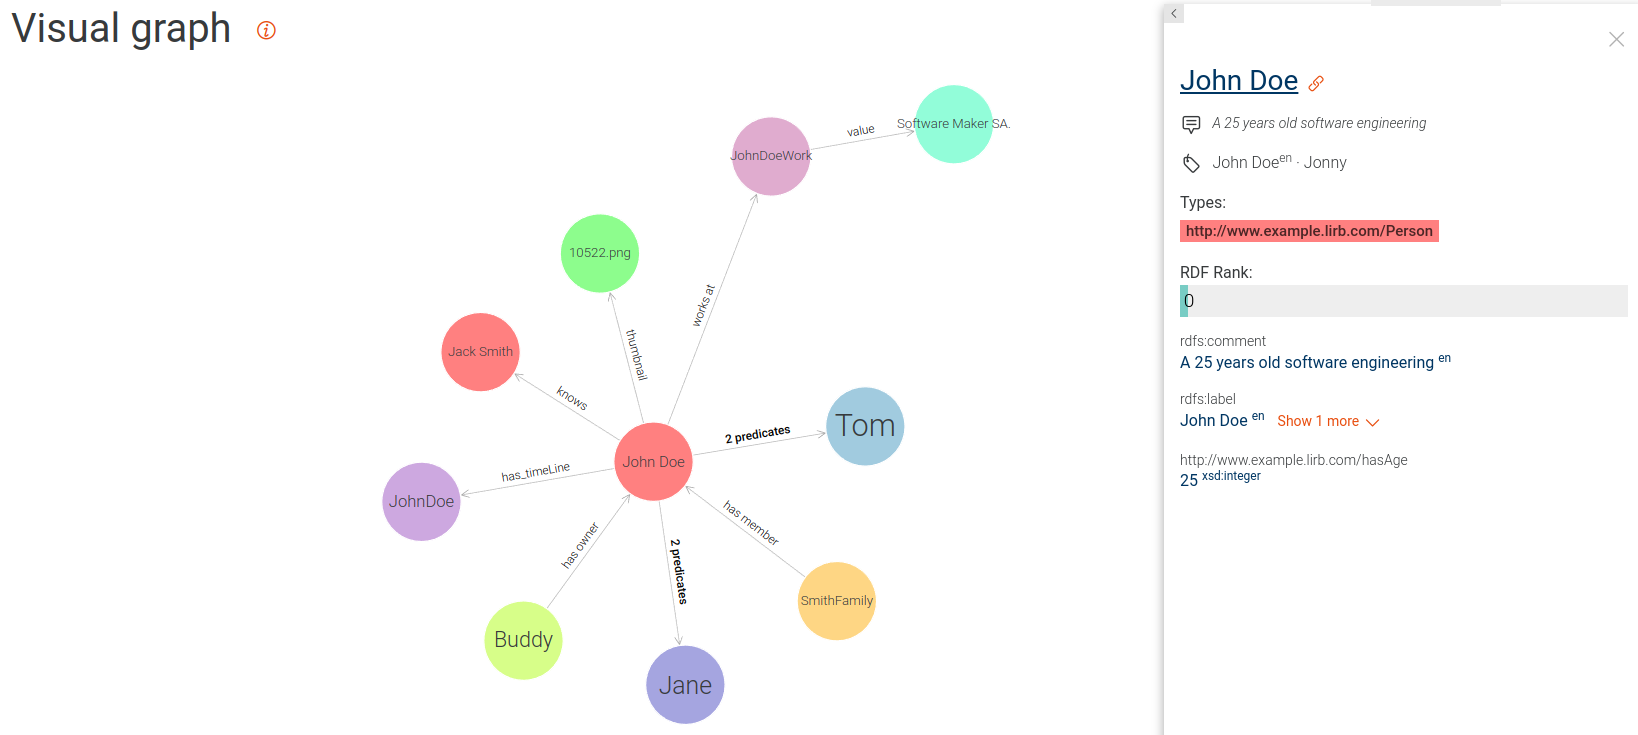 Visual graph
Software Maker SA.
value
JohnDoeWork
10522.png
works at
thumbnail
Jack Smith
knows
Tom
2 predicates
John Doe
has_timeLine
JohnDoe
has owner
has member
2 predicates
SmithFamily
Buddy
Jane
John Doe
A 25 years old software engineering
John Doe en · Jonny
Types:
http://www.example.lirb.com/Person
RDF Rank:
0
rdfs:comment
A 25 years old software engineering en
rdfs:label
John Doe en Show 1 more
http://www.example.lirb.com/hasAge
25 xsd:integer